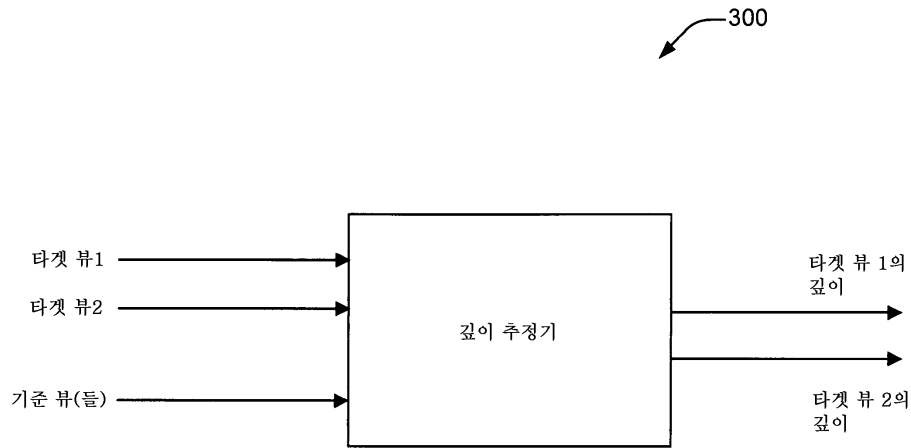 300
타겟 뷰1
타겟 뷰2
기준 뷰(들)
깊이 추정기
타겟 뷰 1의
깊이
타겟 뷰 2의
깊이